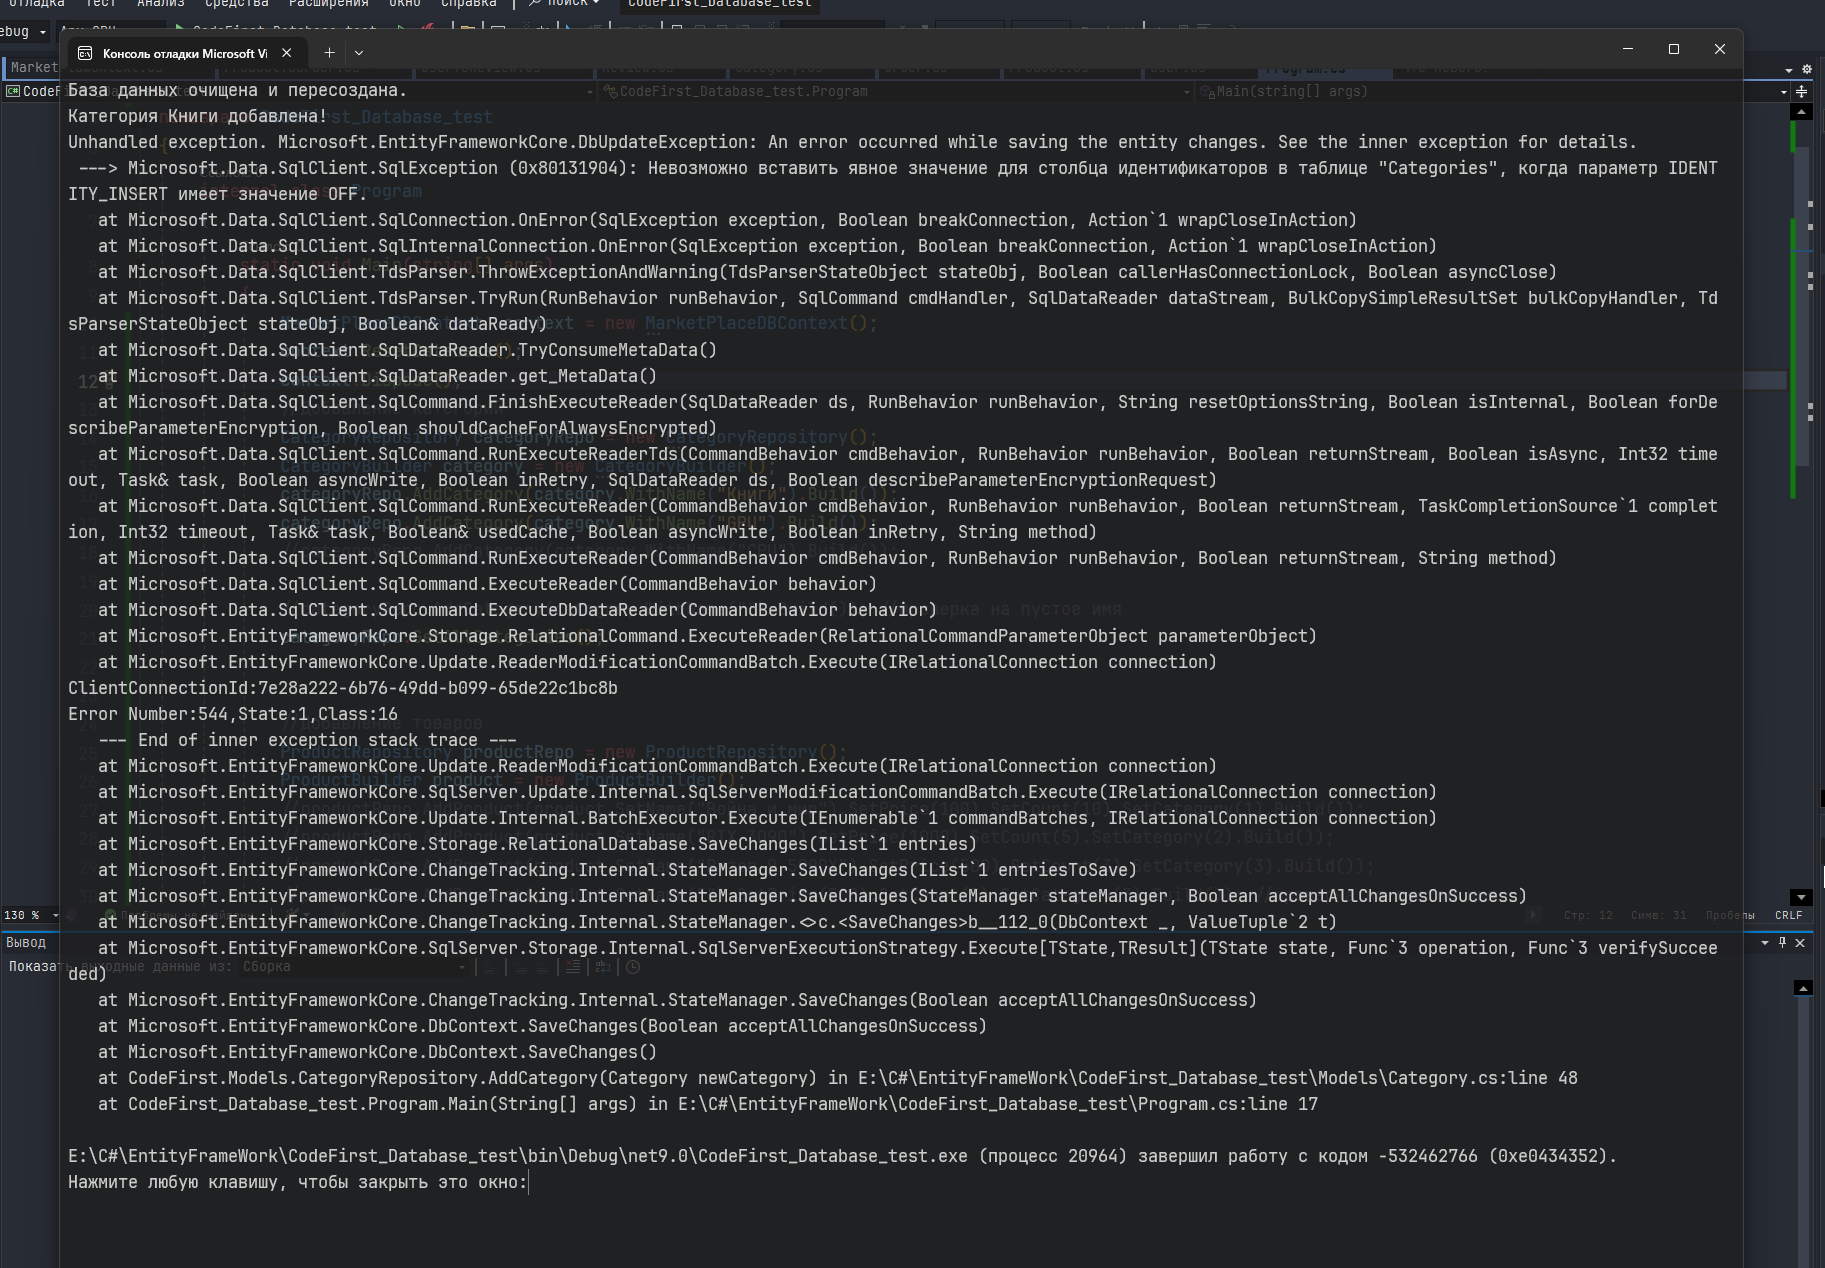 Отладка Тест Анализ Средства Расширения Окно Справка Поиск CodeFirst_Database_test
Debug
Консоль отладки Microsoft Vi
Market
CodeFi
CodeFirst_Database_test.Program Main(string[] args)
База данных очищена и пересоздана.
Категория Книги добавлена!
Unhandled exception. Microsoft.EntityFrameworkCore.DbUpdateException: An error occurred while saving the entity changes. See the inner exception for details.
 ---> Microsoft.Data.SqlClient.SqlException (0x80131904): Невозможно вставить явное значение для столбца идентификаторов в таблице "Categories", когда параметр IDENT
ITY_INSERT имеет значение OFF.
   at Microsoft.Data.SqlClient.SqlConnection.OnError(SqlException exception, Boolean breakConnection, Action`1 wrapCloseInAction)
   at Microsoft.Data.SqlClient.SqlInternalConnection.OnError(SqlException exception, Boolean breakConnection, Action`1 wrapCloseInAction)
   at Microsoft.Data.SqlClient.TdsParser.ThrowExceptionAndWarning(TdsParserStateObject stateObj, Boolean callerHasConnectionLock, Boolean asyncClose)
   at Microsoft.Data.SqlClient.TdsParser.TryRun(RunBehavior runBehavior, SqlCommand cmdHandler, SqlDataReader dataStream, BulkCopySimpleResultSet bulkCopyHandler, Td
sParserStateObject stateObj, Boolean& dataReady)
   at Microsoft.Data.SqlClient.SqlDataReader.TryConsumeMetaData()
   at Microsoft.Data.SqlClient.SqlDataReader.get_MetaData()
   at Microsoft.Data.SqlClient.SqlCommand.FinishExecuteReader(SqlDataReader ds, RunBehavior runBehavior, String resetOptionsString, Boolean isInternal, Boolean forDe
scribeParameterEncryption, Boolean shouldCacheForAlwaysEncrypted)
   at Microsoft.Data.SqlClient.SqlCommand.RunExecuteReaderTds(CommandBehavior cmdBehavior, RunBehavior runBehavior, Boolean returnStream, Boolean isAsync, Int32 time
out, Task& task, Boolean asyncWrite, Boolean inRetry, SqlDataReader ds, Boolean describeParameterEncryptionRequest)
   at Microsoft.Data.SqlClient.SqlCommand.RunExecuteReader(CommandBehavior cmdBehavior, RunBehavior runBehavior, Boolean returnStream, TaskCompletionSource`1 complet
ion, Int32 timeout, Task& task, Boolean& usedCache, Boolean asyncWrite, Boolean inRetry, String method)
   at Microsoft.Data.SqlClient.SqlCommand.RunExecuteReader(CommandBehavior cmdBehavior, RunBehavior runBehavior, Boolean returnStream, String method)
   at Microsoft.Data.SqlClient.SqlCommand.ExecuteReader(CommandBehavior behavior)
   at Microsoft.Data.SqlClient.SqlCommand.ExecuteDbDataReader(CommandBehavior behavior)
   at Microsoft.EntityFrameworkCore.Storage.RelationalCommand.ExecuteReader(RelationalCommandParameterObject parameterObject)
   at Microsoft.EntityFrameworkCore.Update.ReaderModificationCommandBatch.Execute(IRelationalConnection connection)
ClientConnectionId:7e28a222-6b76-49dd-b099-65de22c1bc8b
Error Number:544,State:1,Class:16
   --- End of inner exception stack trace ---
   at Microsoft.EntityFrameworkCore.Update.ReaderModificationCommandBatch.Execute(IRelationalConnection connection)
   at Microsoft.EntityFrameworkCore.SqlServer.Update.Internal.SqlServerModificationCommandBatch.Execute(IRelationalConnection connection)
   at Microsoft.EntityFrameworkCore.Update.Internal.BatchExecutor.Execute(IEnumerable`1 commandBatches, IRelationalConnection connection)
   at Microsoft.EntityFrameworkCore.Storage.RelationalDatabase.SaveChanges(IList`1 entries)
   at Microsoft.EntityFrameworkCore.ChangeTracking.Internal.StateManager.SaveChanges(IList`1 entriesToSave)
   at Microsoft.EntityFrameworkCore.ChangeTracking.Internal.StateManager.SaveChanges(StateManager stateManager, Boolean acceptAllChangesOnSuccess)
   at Microsoft.EntityFrameworkCore.ChangeTracking.Internal.StateManager.<>c.<SaveChanges>b__112_0(DbContext _, ValueTuple`2 t)
   at Microsoft.EntityFrameworkCore.SqlServer.Storage.Internal.SqlServerExecutionStrategy.Execute[TState,TResult](TState state, Func`3 operation, Func`3 verifySuccee
ded)
   at Microsoft.EntityFrameworkCore.ChangeTracking.Internal.StateManager.SaveChanges(Boolean acceptAllChangesOnSuccess)
   at Microsoft.EntityFrameworkCore.DbContext.SaveChanges(Boolean acceptAllChangesOnSuccess)
   at Microsoft.EntityFrameworkCore.DbContext.SaveChanges()
   at CodeFirst.Models.CategoryRepository.AddCategory(Category newCategory) in E:\C#\EntityFrameWork\CodeFirst_Database_test\Models\Category.cs:line 48
   at CodeFirst_Database_test.Program.Main(String[] args) in E:\C#\EntityFrameWork\CodeFirst_Database_test\Program.cs:line 17
E:\C#\EntityFrameWork\CodeFirst_Database_test\bin\Debug\net9.0\CodeFirst_Database_test.exe (процесс 20964) завершил работу с кодом -532462766 (0xe0434352).
Нажмите любую клавишу, чтобы закрыть это окно:
130 %
Стр: 12 Симв: 31 Пробелы CRLF
Вывод
Показать выходные данные из: Сборка